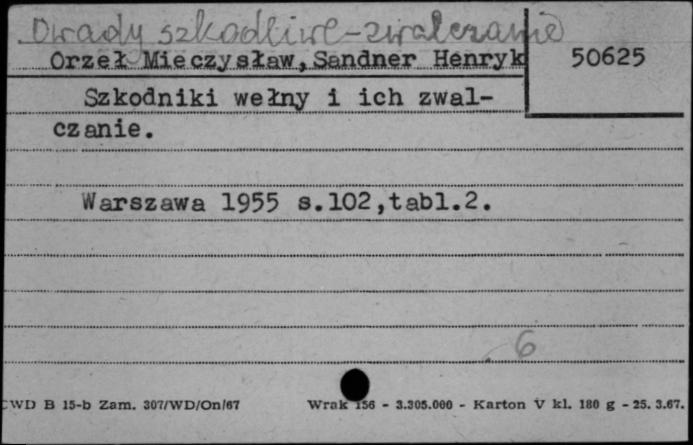 Owady szkodliwe - zwalczanie
Orzeł Mieczysław, Sandner Henryk
50625
Szkodniki wełny i ich zwal-
czanie.
Warszawa 1955 s.102,tabl.2.
6
CWD B 15-b Zam. 307/WD/On/67 Wrak 156 - 3.305.000 - Karton V kl. 180 g - 25.3.67.